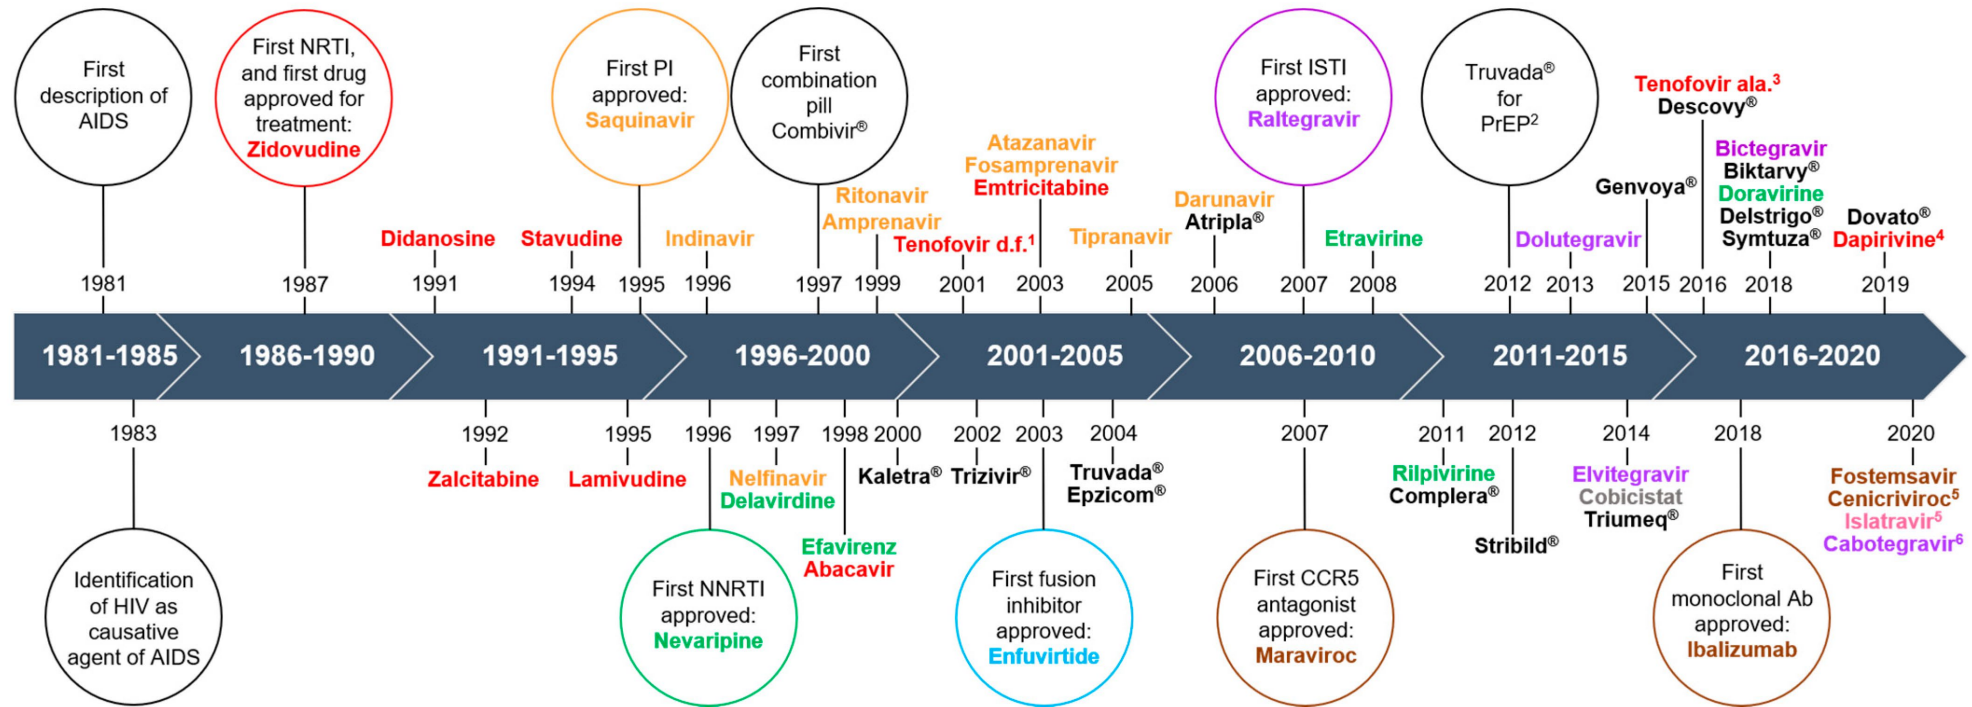 First
description of
AIDS
1981
First NRTI,
and first drug
approved for
treatment:
Zidovudine
1987
Didanosine
1991
Stavudine
1994
First PI
approved:
Saquinavir
1995
Indinavir
1996
First
combination
pill
Combivir®
1997
Ritonavir
Amprenavir
1999
Tenofovir d.f.¹
2001
Atazanavir
Fosamprenavir
Emtricitabine
2003
Tipranavir
2005
Darunavir
Atripla®
2006
First ISTI
approved:
Raltegravir
2007
Etravirine
2008
Truvada®
for
PrEP²
2012
Dolutegravir
2013
Genvoya®
2015
Tenofovir ala.³
Descovy®
2016
Bictegravir
Biktarvy®
Doravirine
Delstrigo®
Symtuza®
2018
Dovato®
Dapirivine⁴
2019
1981-1985
1986-1990
1991-1995
1996-2000
2001-2005
2006-2010
2011-2015
2016-2020
1983
Identification
of HIV as
causative
agent of AIDS
1992
Zalcitabine
1995
Lamivudine
1996
First NNRTI
approved:
Nevaripine
1997
Nelfinavir
Delavirdine
1998
Efavirenz
Abacavir
2000
Kaletra®
2002
Trizivir®
2003
First fusion
inhibitor
approved:
Enfuvirtide
2004
Truvada®
Epzicom®
2007
First CCR5
antagonist
approved:
Maraviroc
2011
Rilpivirine
Complera®
2012
Stribild®
2014
Elvitegravir
Cobicistat
Triumeq®
2018
First
monoclonal Ab
approved:
Ibalizumab
2020
Fostemsavir
Cenicriviroc⁵
Islatravir⁵
Cabotegravir⁶